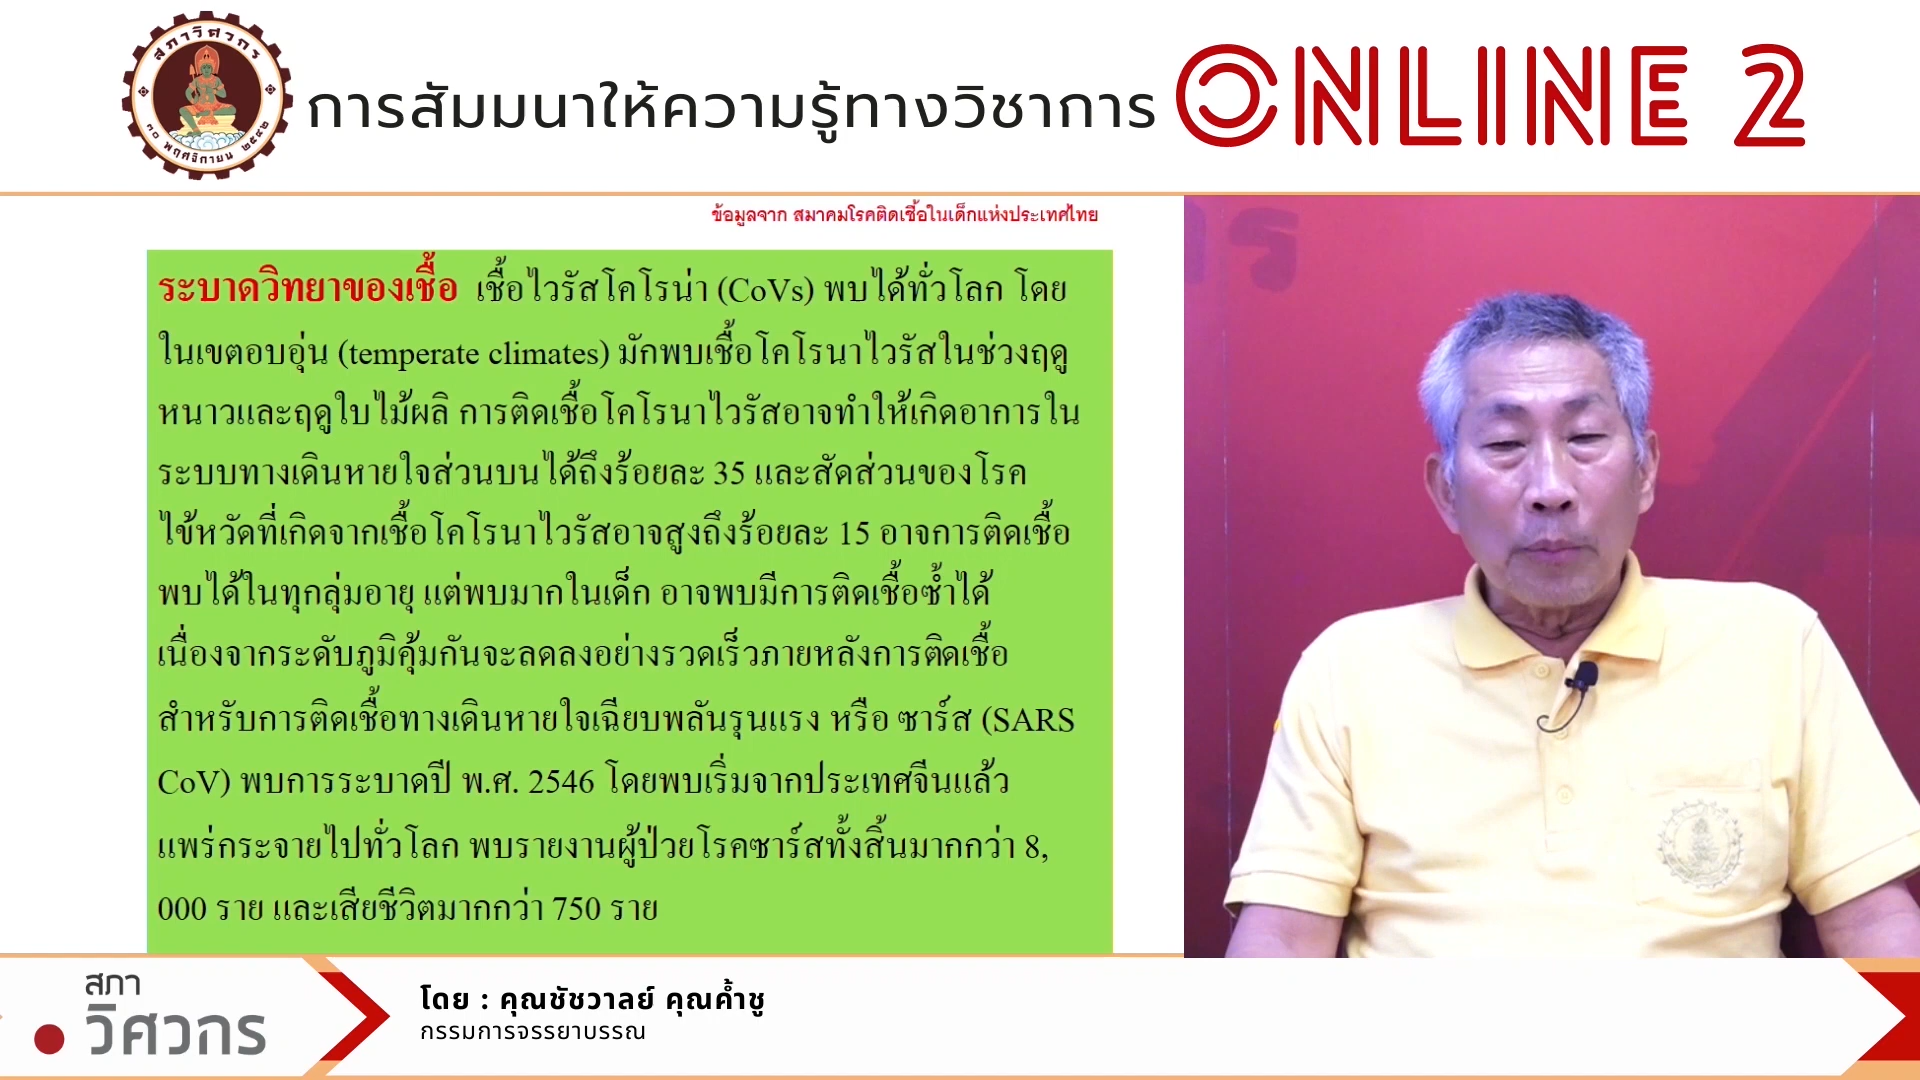 สภาวิศวกร
๓๐ พฤศจิกายน ๒๕๔๒
การสัมมนาให้ความรู้ทางวิชาการ ONLINE 2
ข้อมูลจาก สมาคมโรคติดเชื้อในเด็กแห่งประเทศไทย
ระบาดวิทยาของเชื้อ เชื้อไวรัสโคโรน่า (CoVs) พบได้ทั่วโลก โดย
ในเขตอบอุ่น (temperate climates) มักพบเชื้อโคโรนาไวรัสในช่วงฤดู
หนาวและฤดูใบไม้ผลิ การติดเชื้อโคโรนาไวรัสอาจทำให้เกิดอาการใน
ระบบทางเดินหายใจส่วนบนได้ถึงร้อยละ 35 และสัดส่วนของโรค
ไข้หวัดที่เกิดจากเชื้อโคโรนาไวรัสอาจสูงถึงร้อยละ 15 อาจการติดเชื้อ
พบได้ในทุกลุ่มอายุ แต่พบมากในเด็ก อาจพบมีการติดเชื้อซ้ำได้
เนื่องจากระดับภูมิคุ้มกันจะลดลงอย่างรวดเร็วภายหลังการติดเชื้อ
สำหรับการติดเชื้อทางเดินหายใจเฉียบพลันรุนแรง หรือ ซาร์ส (SARS
CoV) พบการระบาดปี พ.ศ. 2546 โดยพบเริ่มจากประเทศจีนแล้ว
แพร่กระจายไปทั่วโลก พบรายงานผู้ป่วยโรคซาร์สทั้งสิ้นมากกว่า 8,
000 ราย และเสียชีวิตมากกว่า 750 ราย
สภา
วิศวกร
โดย : คุณชัชวาลย์ คุณค้ำชู
กรรมการจรรยาบรรณ